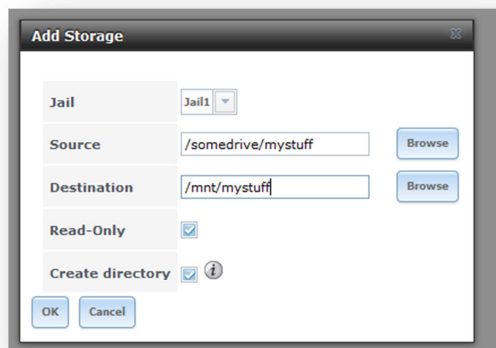 Add Storage
Jail Jail1
Source /somedrive/mystuff Browse
Destination /mnt/mystuff Browse
Read-Only
Create directory i
OK Cancel